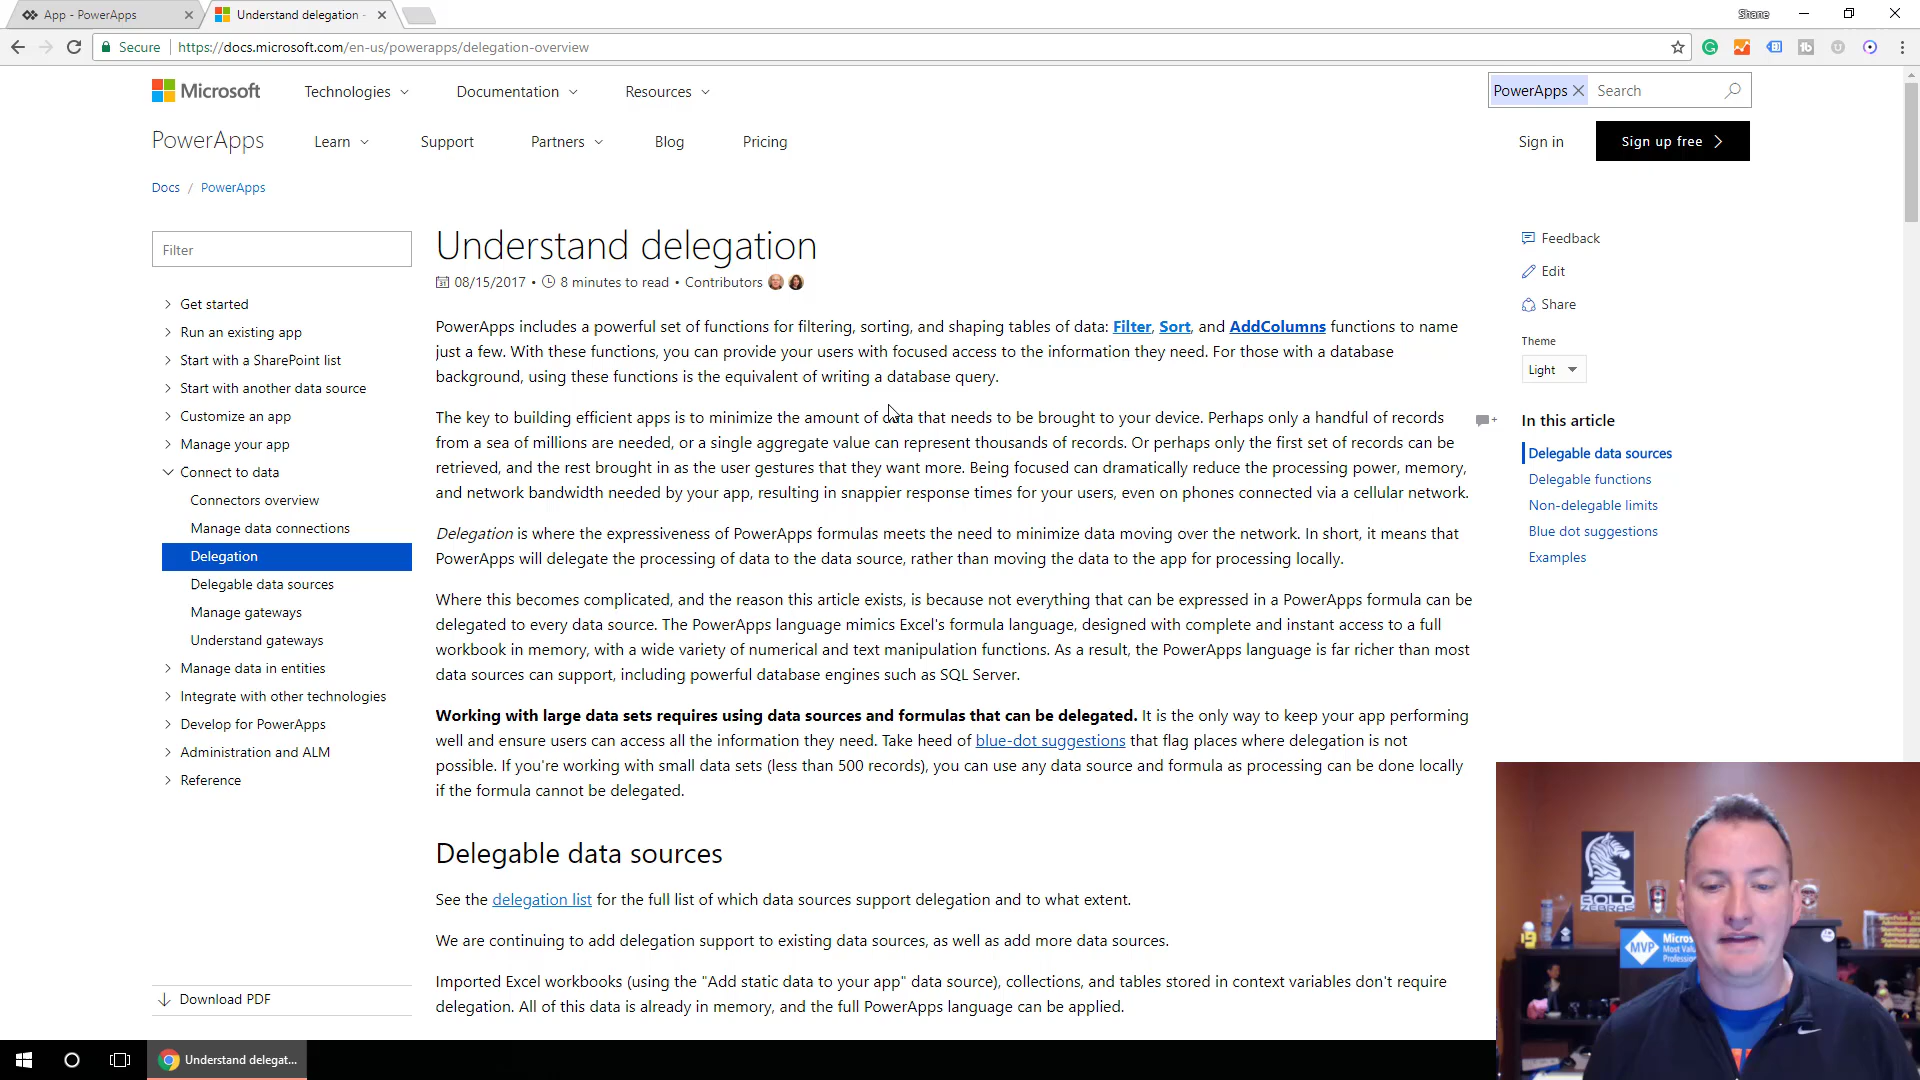 App - PowerApps
Understand delegation -
Shane
Secure
https://docs.microsoft.com/en-us/powerapps/delegation-overview
Microsoft
Technologies
Documentation
Resources
PowerApps
Search
PowerApps
Learn
Support
Partners
Blog
Pricing
Sign in
Sign up free
Docs / PowerApps
Filter
Get started
Run an existing app
Start with a SharePoint list
Start with another data source
Customize an app
Manage your app
Connect to data
Connectors overview
Manage data connections
Delegation
Delegable data sources
Manage gateways
Understand gateways
Manage data in entities
Integrate with other technologies
Develop for PowerApps
Administration and ALM
Reference
Download PDF
Understand delegation
08/15/2017 • 8 minutes to read • Contributors
PowerApps includes a powerful set of functions for filtering, sorting, and shaping tables of data: Filter, Sort, and AddColumns functions to name
just a few. With these functions, you can provide your users with focused access to the information they need. For those with a database
background, using these functions is the equivalent of writing a database query.
The key to building efficient apps is to minimize the amount of data that needs to be brought to your device. Perhaps only a handful of records
from a sea of millions are needed, or a single aggregate value can represent thousands of records. Or perhaps only the first set of records can be
retrieved, and the rest brought in as the user gestures that they want more. Being focused can dramatically reduce the processing power, memory,
and network bandwidth needed by your app, resulting in snappier response times for your users, even on phones connected via a cellular network.
Delegation is where the expressiveness of PowerApps formulas meets the need to minimize data moving over the network. In short, it means that
PowerApps will delegate the processing of data to the data source, rather than moving the data to the app for processing locally.
Where this becomes complicated, and the reason this article exists, is because not everything that can be expressed in a PowerApps formula can be
delegated to every data source. The PowerApps language mimics Excel's formula language, designed with complete and instant access to a full
workbook in memory, with a wide variety of numerical and text manipulation functions. As a result, the PowerApps language is far richer than most
data sources can support, including powerful database engines such as SQL Server.
Working with large data sets requires using data sources and formulas that can be delegated. It is the only way to keep your app performing
well and ensure users can access all the information they need. Take heed of blue-dot suggestions that flag places where delegation is not
possible. If you're working with small data sets (less than 500 records), you can use any data source and formula as processing can be done locally
if the formula cannot be delegated.
Delegable data sources
See the delegation list for the full list of which data sources support delegation and to what extent.
We are continuing to add delegation support to existing data sources, as well as add more data sources.
Imported Excel workbooks (using the "Add static data to your app" data source), collections, and tables stored in context variables don't require
delegation. All of this data is already in memory, and the full PowerApps language can be applied.
Feedback
Edit
Share
Theme
Light
In this article
Delegable data sources
Delegable functions
Non-delegable limits
Blue dot suggestions
Examples
BOLD
ZEBRAS
MVP
Micros
Most Va
Professio
Understand delegat...